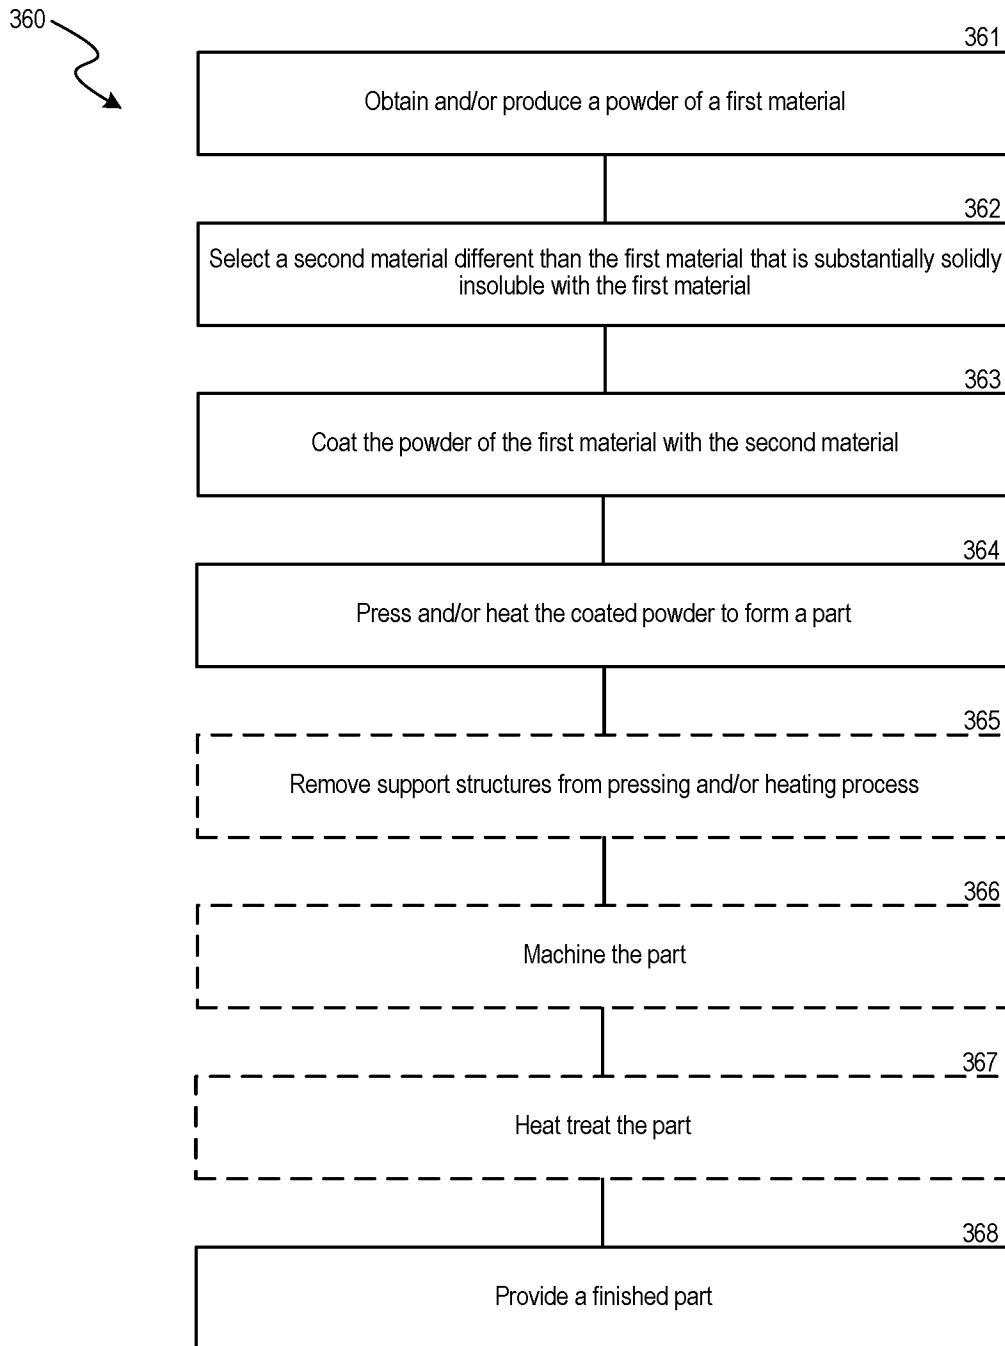 360
361
Obtain and/or produce a powder of a first material
362
Select a second material different than the first material that is substantially solidly
insoluble with the first material
363
Coat the powder of the first material with the second material
364
Press and/or heat the coated powder to form a part
365
Remove support structures from pressing and/or heating process
366
Machine the part
367
Heat treat the part
368
Provide a finished part